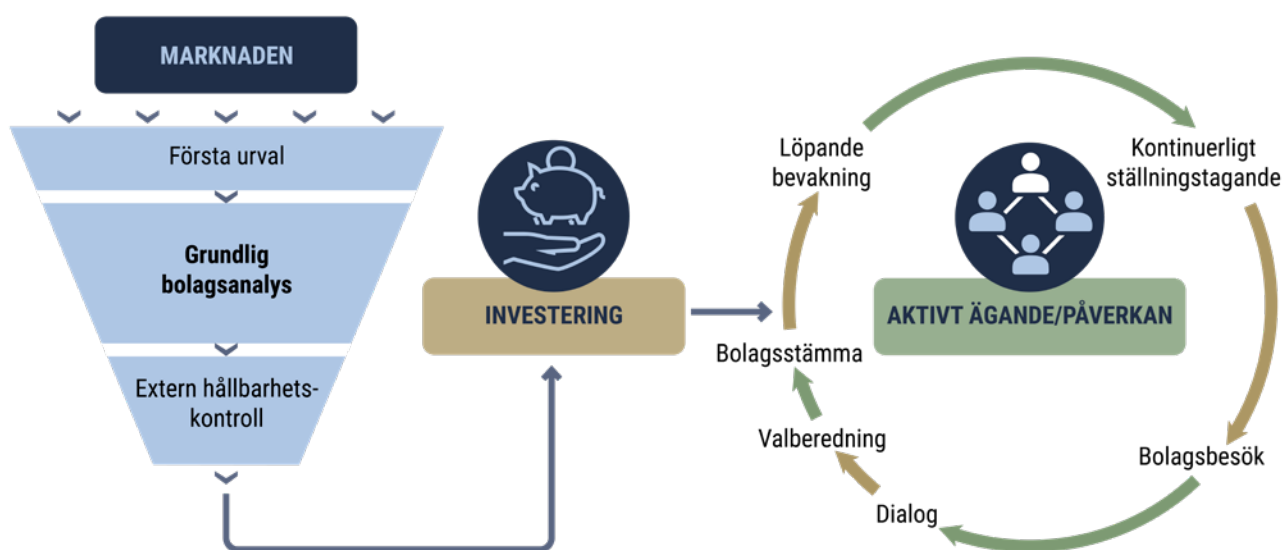 MARKNADEN
Första urval
Grundlig
bolagsanalys
Extern hållbarhets-
kontroll
INVESTERING
Löpande
bevakning
Kontinuerligt
ställningstagande
AKTIVT ÄGANDE/PÅVERKAN
Bolagsstämma
Valberedning
Dialog
Bolagsbesök